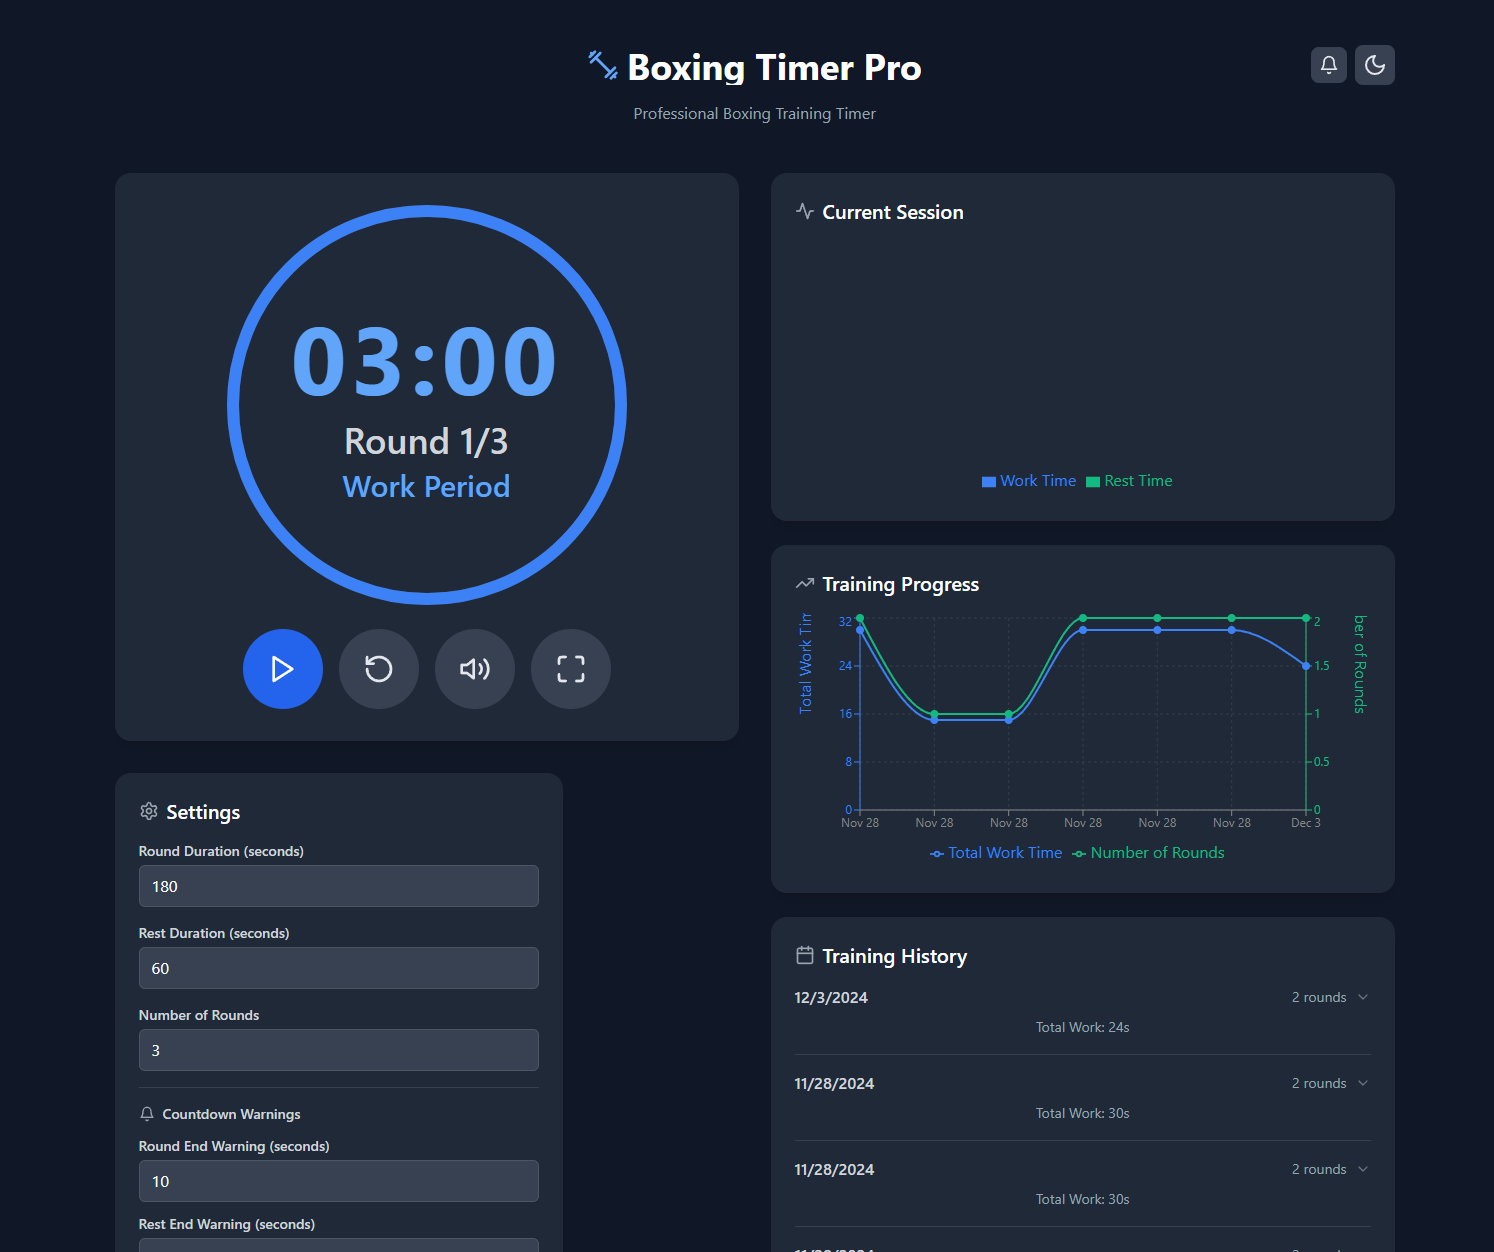 Boxing Timer Pro
Professional Boxing Training Timer
03:00
Round 1/3
Work Period
Settings
Round Duration (seconds)
180
Rest Duration (seconds)
60
Number of Rounds
3
Countdown Warnings
Round End Warning (seconds)
10
Rest End Warning (seconds)
Current Session
Work Time Rest Time
Training Progress
Total Work Tim
32
24
16
8
0
2
1.5
1
0.5
0
ber of Rounds
Nov 28 Nov 28 Nov 28 Nov 28 Nov 28 Nov 28 Dec 3
Total Work Time Number of Rounds
Training History
12/3/2024 2 rounds
Total Work: 24s
11/28/2024 2 rounds
Total Work: 30s
11/28/2024 2 rounds
Total Work: 30s